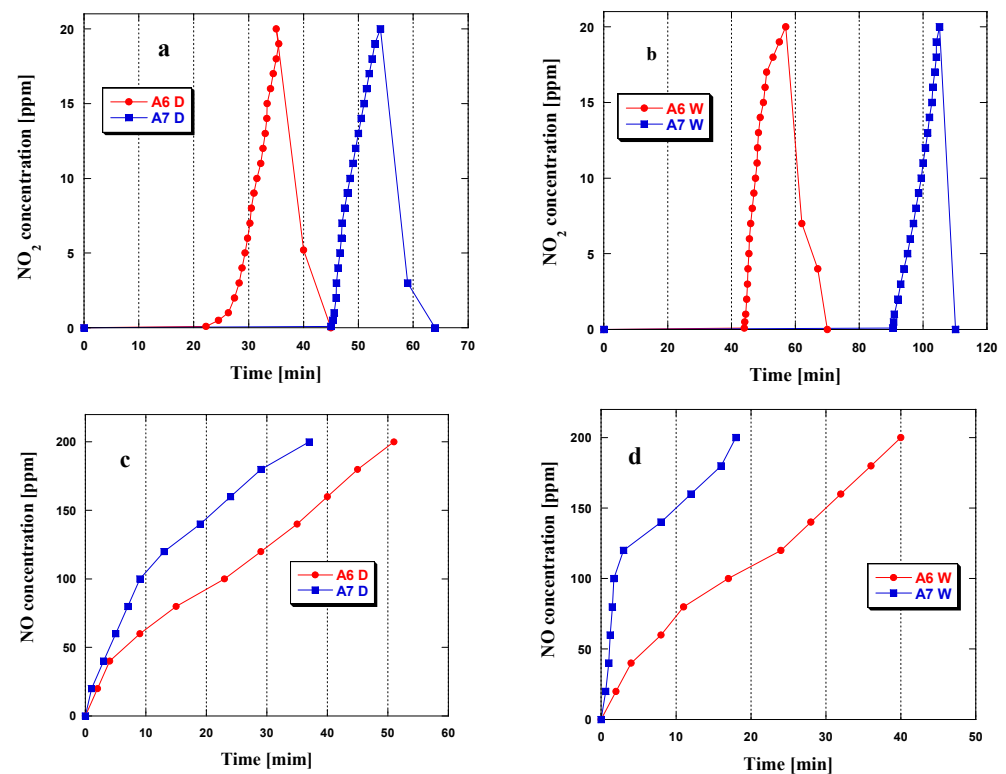 a
NO2 concentration [ppm]
20
15
10
5
0
A6 D
A7 D
0 10 20 30 40 50 60 70
Time [min]
b
NO2 concentration [ppm]
20
15
10
5
0
A6 W
A7 W
0 20 40 60 80 100 120
Time [min]
c
NO concentration [ppm]
200
150
100
50
0
A6 D
A7 D
0 10 20 30 40 50 60
Time [mim]
d
NO concentration [ppm]
200
150
100
50
0
A6 W
A7 W
0 10 20 30 40 50
Time [min]